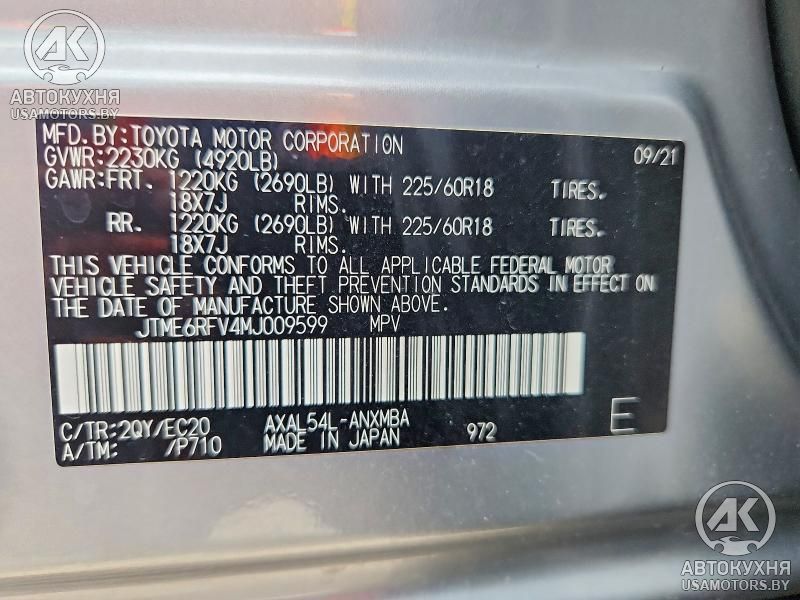 AK
АВТОКУХНЯ
USAMOTORS.BY
MFD.BY:TOYOTA MOTOR CORPORATION 09/21
GVWR:2230KG (4920LB)
GAWR:FRT. 1220KG (2690LB) WITH 225/60R18 TIRES.
18X7J RIMS.
RR. 1220KG (2690LB) WITH 225/60R18 TIRES.
18X7J RIMS.
THIS VEHICLE CONFORMS TO ALL APPLICABLE FEDERAL MOTOR
VEHICLE SAFETY AND THEFT PREVENTION STANDARDS IN EFFECT ON
THE DATE OF MANUFACTURE SHOWN ABOVE.
JTME6RFV4MJ009599 MPV
C/TR:2QY/EC20 AXAL54L-ANXMBA E
A/TM: /P710 MADE IN JAPAN 972
AK
АВТОКУХНЯ
USAMOTORS.BY